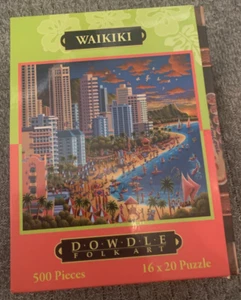 WAIKIKI
DOWDLE
FOLK ART
500 Pieces
16 x 20 Puzzle